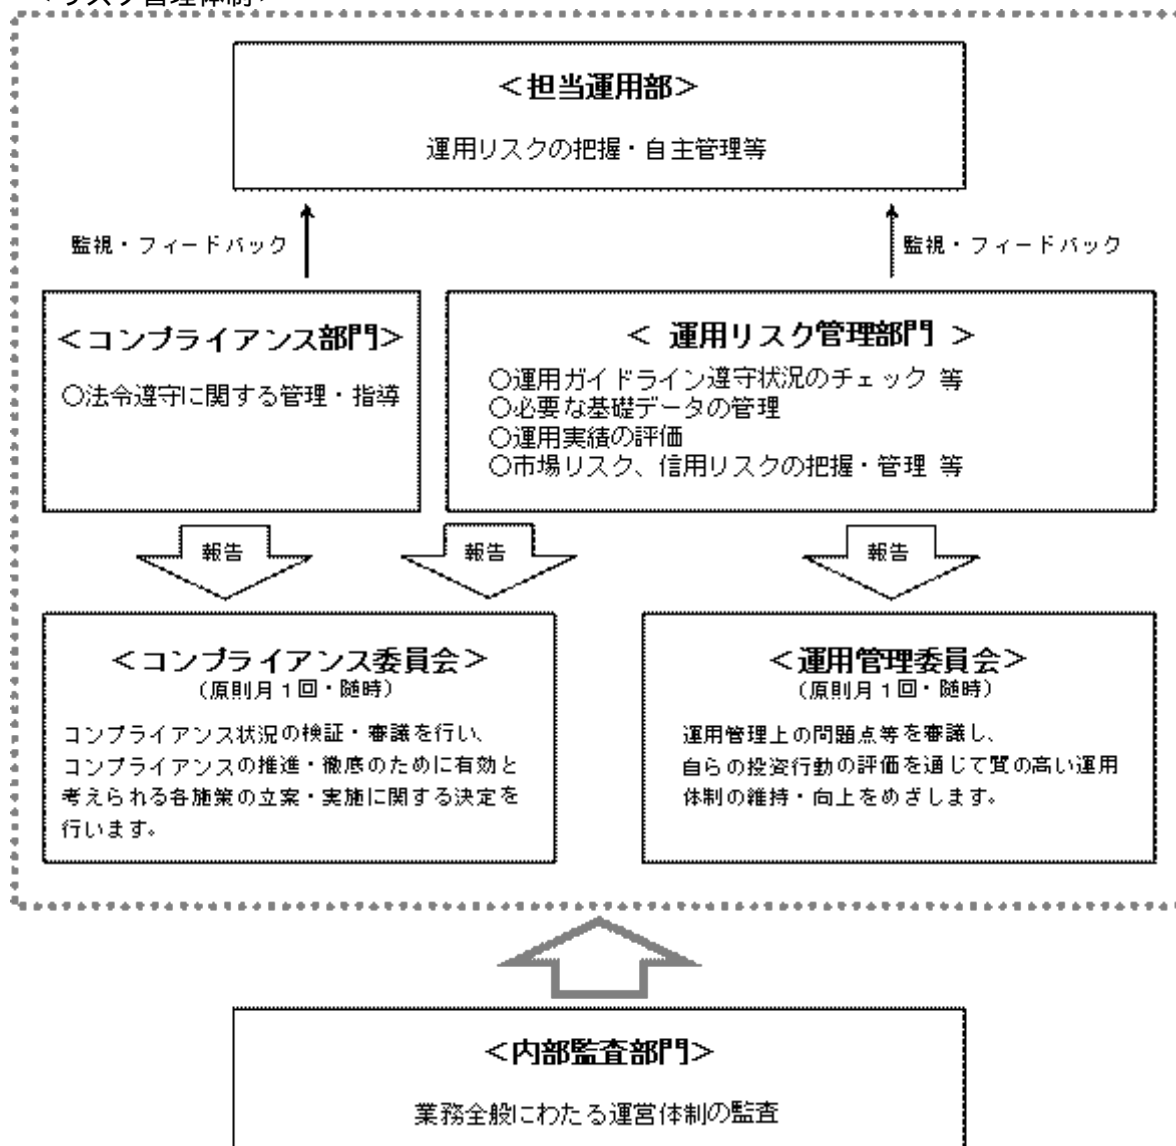 <リスク管理体制>
<担当運用部>
運用リスクの把握・自主管理等
監視・フィードバック
監視・フィードバック
<コンプライアンス部門>
○法令遵守に関する管理・指導
< 運用リスク管理部門 >
○運用ガイドライン遵守状況のチェック 等
○必要な基礎データの管理
○運用実績の評価
○市場リスク、信用リスクの把握・管理 等
報告
報告
報告
<コンプライアンス委員会>
(原則月1回・随時)
コンプライアンス状況の検証・審議を行い、
コンプライアンスの推進・徹底のために有効と
考えられる各施策の立案・実施に関する決定を
行います。
<運用管理委員会>
(原則月1回・随時)
運用管理上の問題点等を審議し、
自らの投資行動の評価を通じて質の高い運用
体制の維持・向上をめざします。
<内部監査部門>
業務全般にわたる運営体制の監査